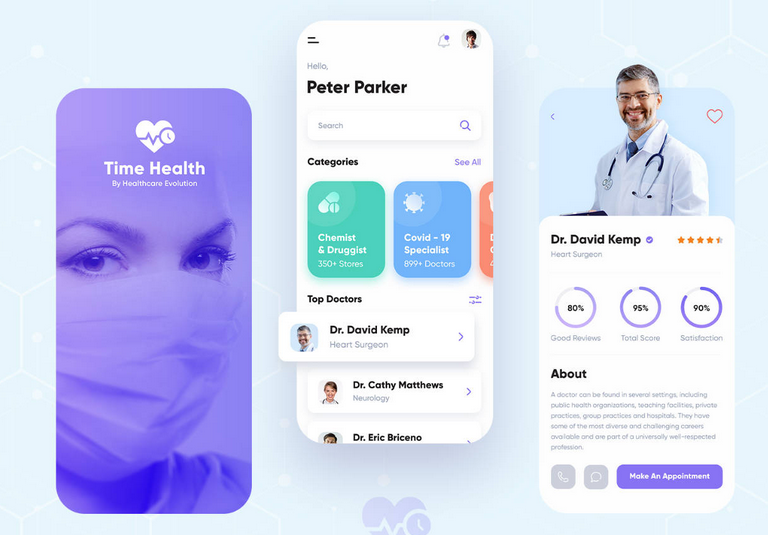 Time Health
By Healthcare Evolution
Hello,
Peter Parker
Search
Categories
See All
Chemist
& Druggist
350+ Stores
Covid - 19
Specialist
899+ Doctors
Top Doctors
Dr. David Kemp
Heart Surgeon
Dr. Cathy Matthews
Neurology
Dr. Eric Briceno
Dr. David Kemp
Heart Surgeon
80%
95%
90%
Good Reviews
Total Score
Satisfaction
About
A doctor can be found in several settings, including
public health organizations, teaching facilities, private
practices, group practices and hospitals. They have
some of the most diverse and challenging careers
available and are part of a universally well-respected
profession.
Make An Appointment